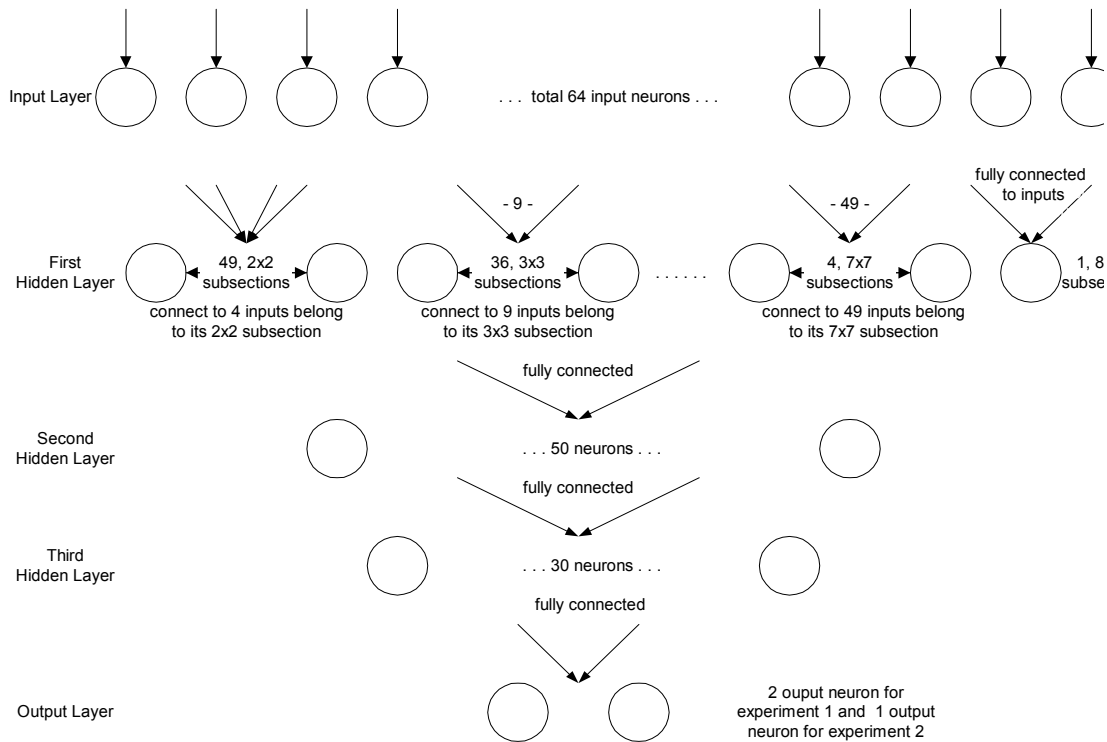 Input Layer
. . . total 64 input neurons . . .
fully connected
to inputs
- 9 -
- 49 -
First
Hidden Layer
49, 2x2
subsections
36, 3x3
subsections
. . . . . .
4, 7x7
subsections
1, 8
subse
connect to 4 inputs belong
to its 2x2 subsection
connect to 9 inputs belong
to its 3x3 subsection
connect to 49 inputs belong
to its 7x7 subsection
fully connected
Second
Hidden Layer
. . . 50 neurons . . .
fully connected
Third
Hidden Layer
. . . 30 neurons . . .
fully connected
Output Layer
2 ouput neuron for
experiment 1 and 1 output
neuron for experiment 2